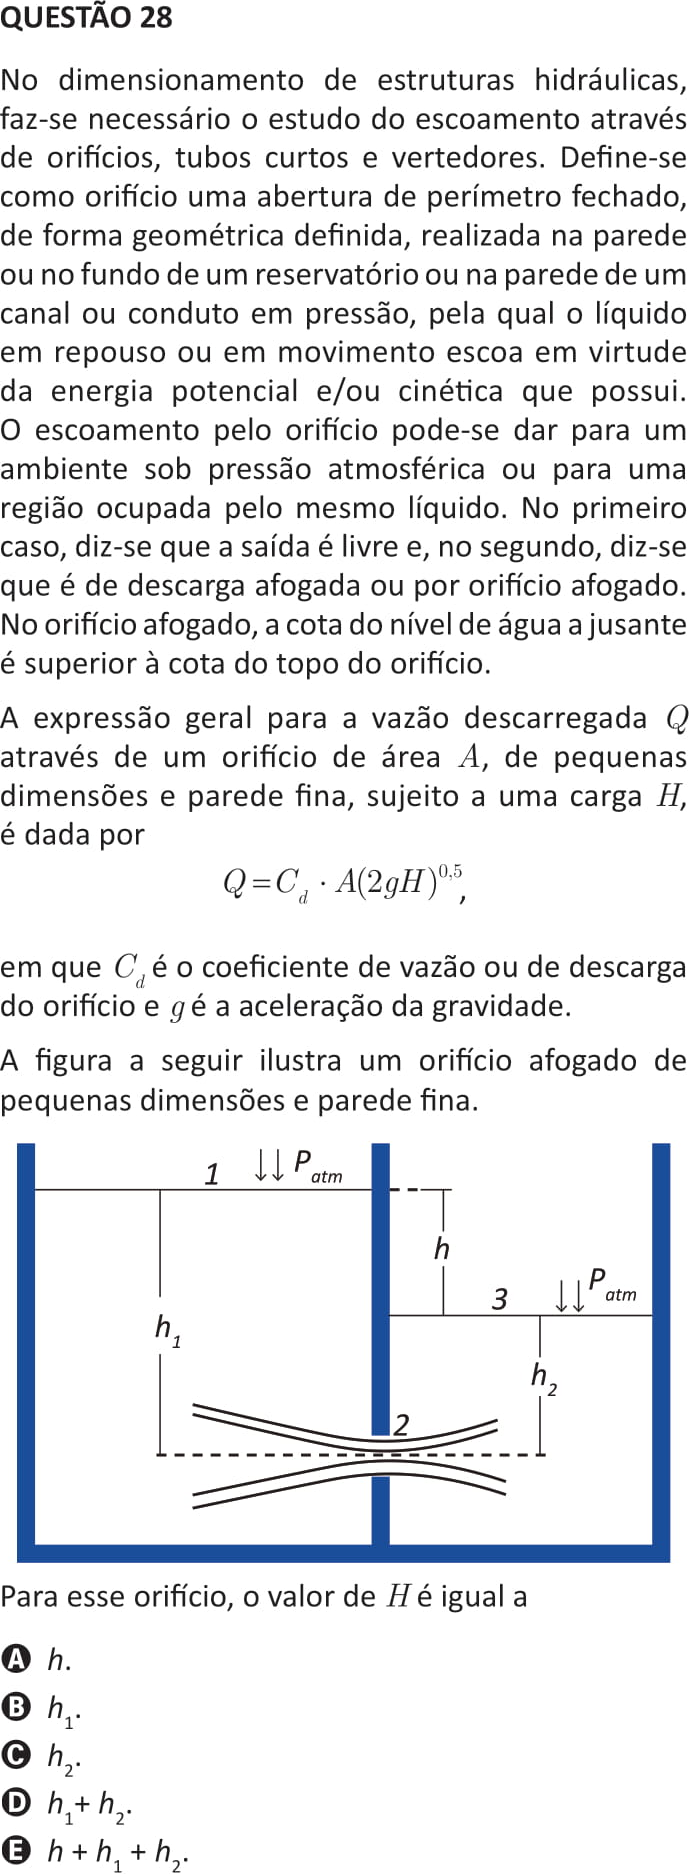 QUESTÃO 28
No dimensionamento de estruturas hidráulicas,
faz-se necessário o estudo do escoamento através
de orifícios, tubos curtos e vertedores. Define-se
como orifício uma abertura de perímetro fechado,
de forma geométrica definida, realizada na parede
ou no fundo de um reservatório ou na parede de um
canal ou conduto em pressão, pela qual o líquido
em repouso ou em movimento escoa em virtude
da energia potencial e/ou cinética que possui.
O escoamento pelo orifício pode-se dar para um
ambiente sob pressão atmosférica ou para uma
região ocupada pelo mesmo líquido. No primeiro
caso, diz-se que a saída é livre e, no segundo, diz-se
que é de descarga afogada ou por orifício afogado.
No orifício afogado, a cota do nível de água a jusante
é superior à cota do topo do orifício.
A expressão geral para a vazão descarregada Q
através de um orifício de área A, de pequenas
dimensões e parede fina, sujeito a uma carga H,
é dada por
Q = C_d · A(2gH)^0,5,
em que C_d é o coeficiente de vazão ou de descarga
do orifício e g é a aceleração da gravidade.
A figura a seguir ilustra um orifício afogado de
pequenas dimensões e parede fina.
1 ↓↓ P_atm
h
3 ↓↓ P_atm
h_1
h_2
2
Para esse orifício, o valor de H é igual a
A h.
B h_1.
C h_2.
D h_1 + h_2.
E h + h_1 + h_2.